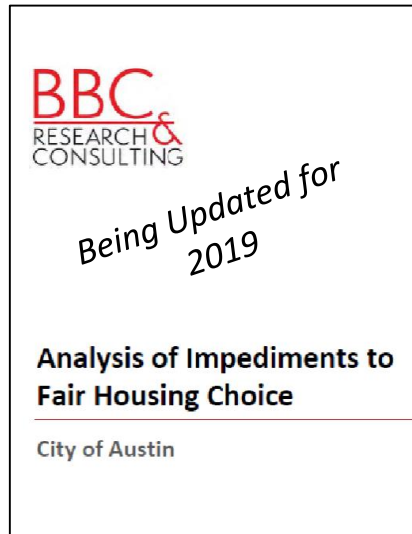 BBC
RESEARCH &
CONSULTING
Being Updated for
2019
Analysis of Impediments to
Fair Housing Choice
City of Austin